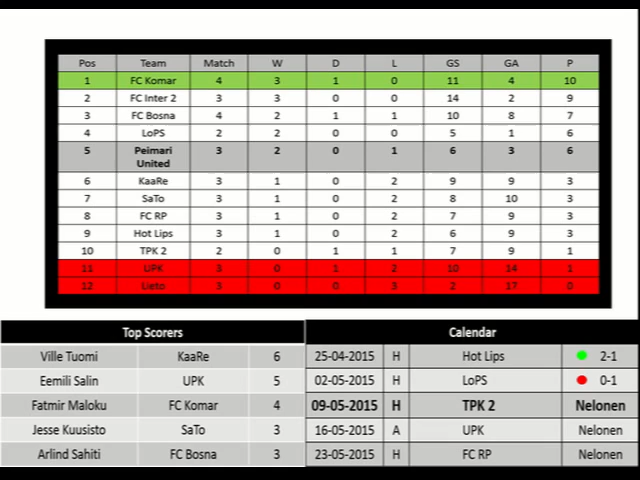 Pos Team Match W D L GS GA P
1 FC Komar 4 3 1 0 11 4 10
2 FC Inter 2 3 3 0 0 14 2 9
3 FC Bosna 4 2 1 1 10 8 7
4 LoPS 2 2 0 0 5 1 6
5 Peimari United 3 2 0 1 6 3 6
6 KaaRe 3 1 0 2 9 9 3
7 SaTo 3 1 0 2 8 10 3
8 FC RP 3 1 0 2 7 9 3
9 Hot Lips 3 1 0 2 6 9 3
10 TPK 2 2 0 1 1 7 9 1
11 UPK 3 0 1 2 10 14 1
12 Lieto 3 0 0 3 2 17 0
Top Scorers
Ville Tuomi KaaRe 6
Eemili Salin UPK 5
Fatmir Maloku FC Komar 4
Jesse Kuusisto SaTo 3
Arlind Sahiti FC Bosna 3
Calendar
25-04-2015 H Hot Lips 2-1
02-05-2015 H LoPS 0-1
09-05-2015 H TPK 2 Nelonen
16-05-2015 A UPK Nelonen
23-05-2015 H FC RP Nelonen